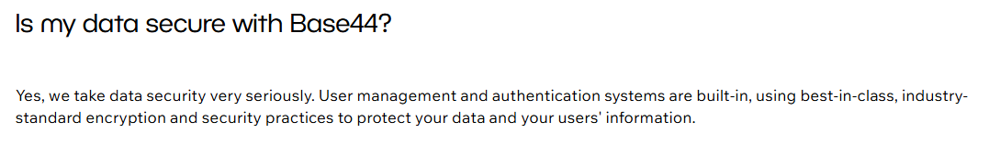 Is my data secure with Base44?
Yes, we take data security very seriously. User management and authentication systems are built-in, using best-in-class, industry-
standard encryption and security practices to protect your data and your users' information.